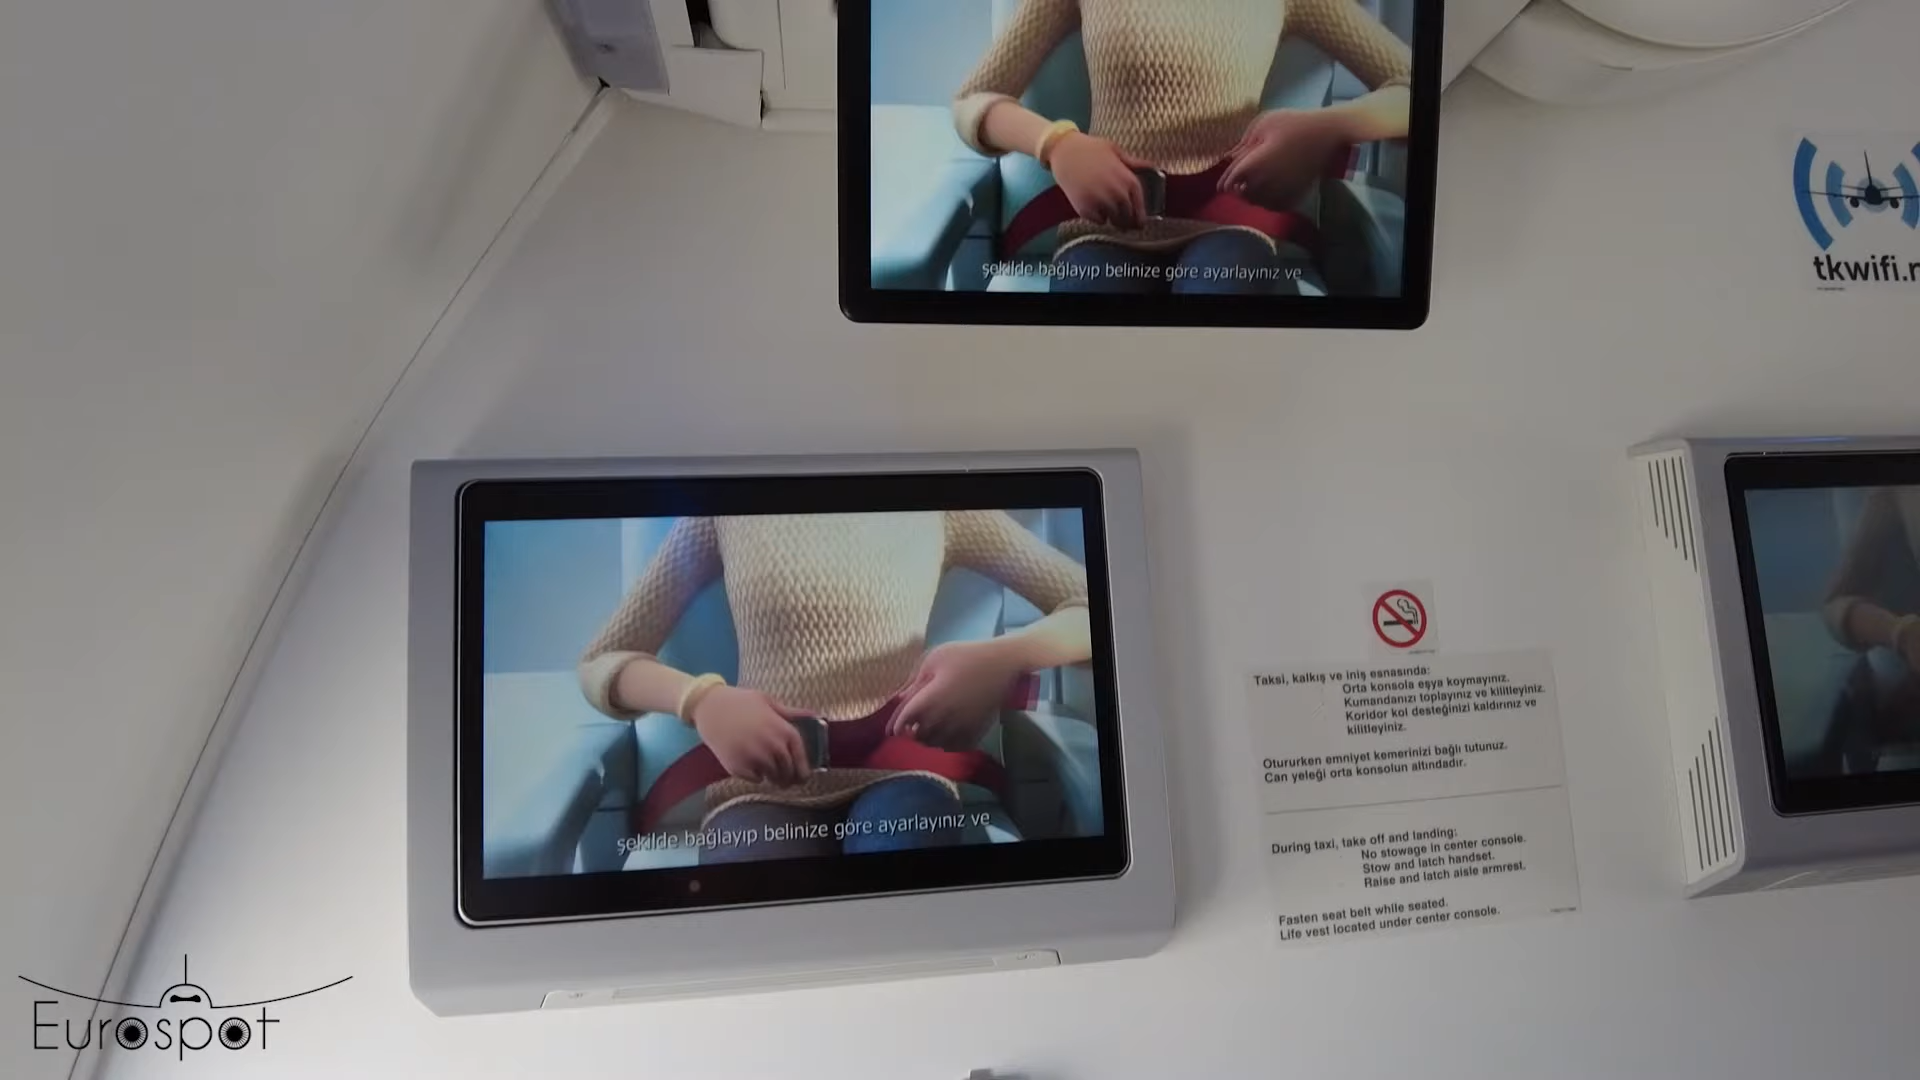 şekilde bağlayıp belinize göre ayarlayınız ve
tkwifi.n
şekilde bağlayıp belinize göre ayarlayınız ve
Taksi, kalkış ve iniş esnasında:
Orta konsola eşya koymayınız.
Kumandanızı toplayınız ve kilitleyiniz.
Koridor kol desteğinizi kaldırınız ve
kilitleyiniz.
Otururken emniyet kemerinizi bağlı tutunuz.
Can yeleği orta konsolun altındadır.
During taxi, take off and landing:
No stowage in center console.
Stow and latch handset.
Raise and latch aisle armrest.
Fasten seat belt while seated.
Life vest located under center console.
Eurospot